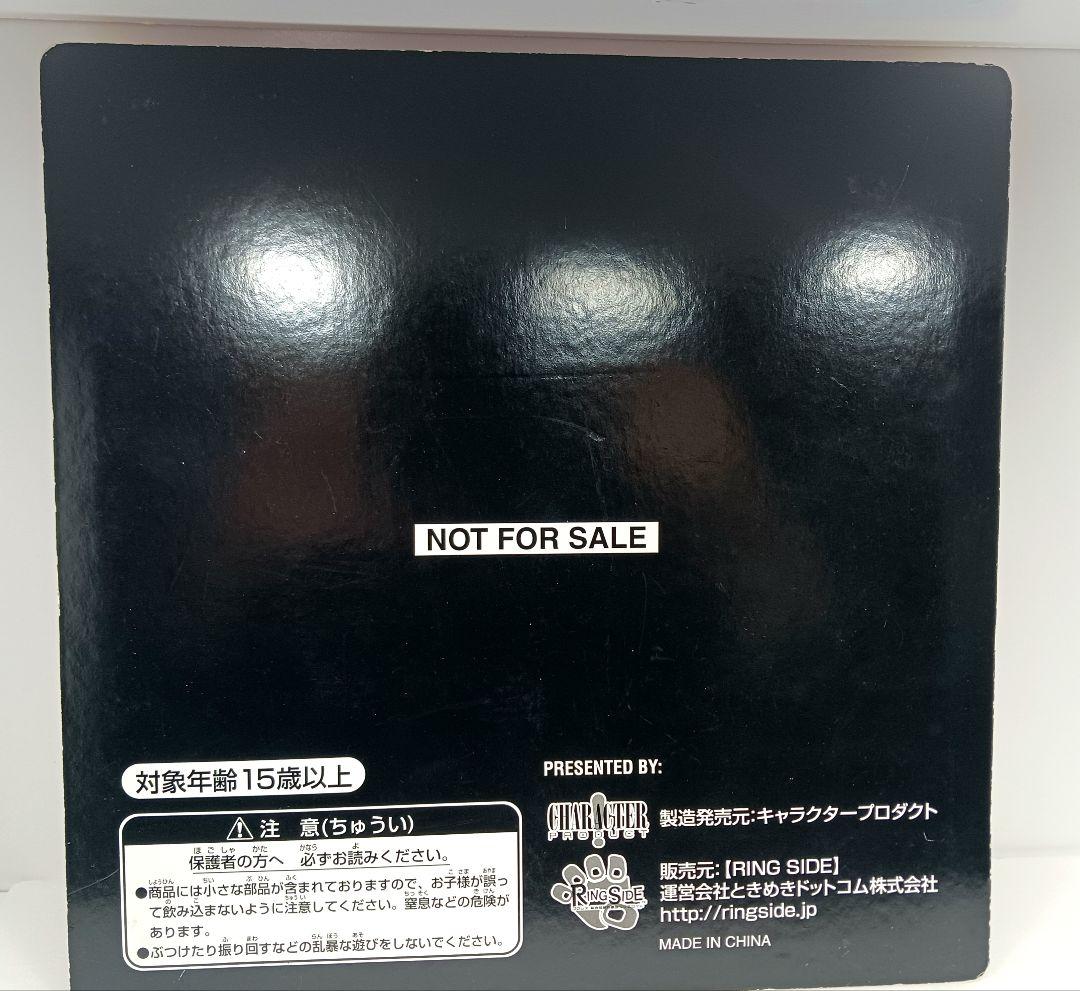 NOT FOR SALE
対象年齢15歳以上
注 意(ちゅうい)
保護者の方へ 必ずお読みください。
●商品には小さな部品が含まれておりますので、お子様が誤っ
て飲み込まないように注意してください。窒息などの危険が
あります。
●ぶつけたり振り回すなどの乱暴な遊びをしないでください。
PRESENTED BY:
CHARACTER
PRODUCT
製造発売元:キャラクタープロダクト
RING SIDE
販売元:【RING SIDE】
運営会社ときめきドットコム株式会社
http://ringside.jp
MADE IN CHINA